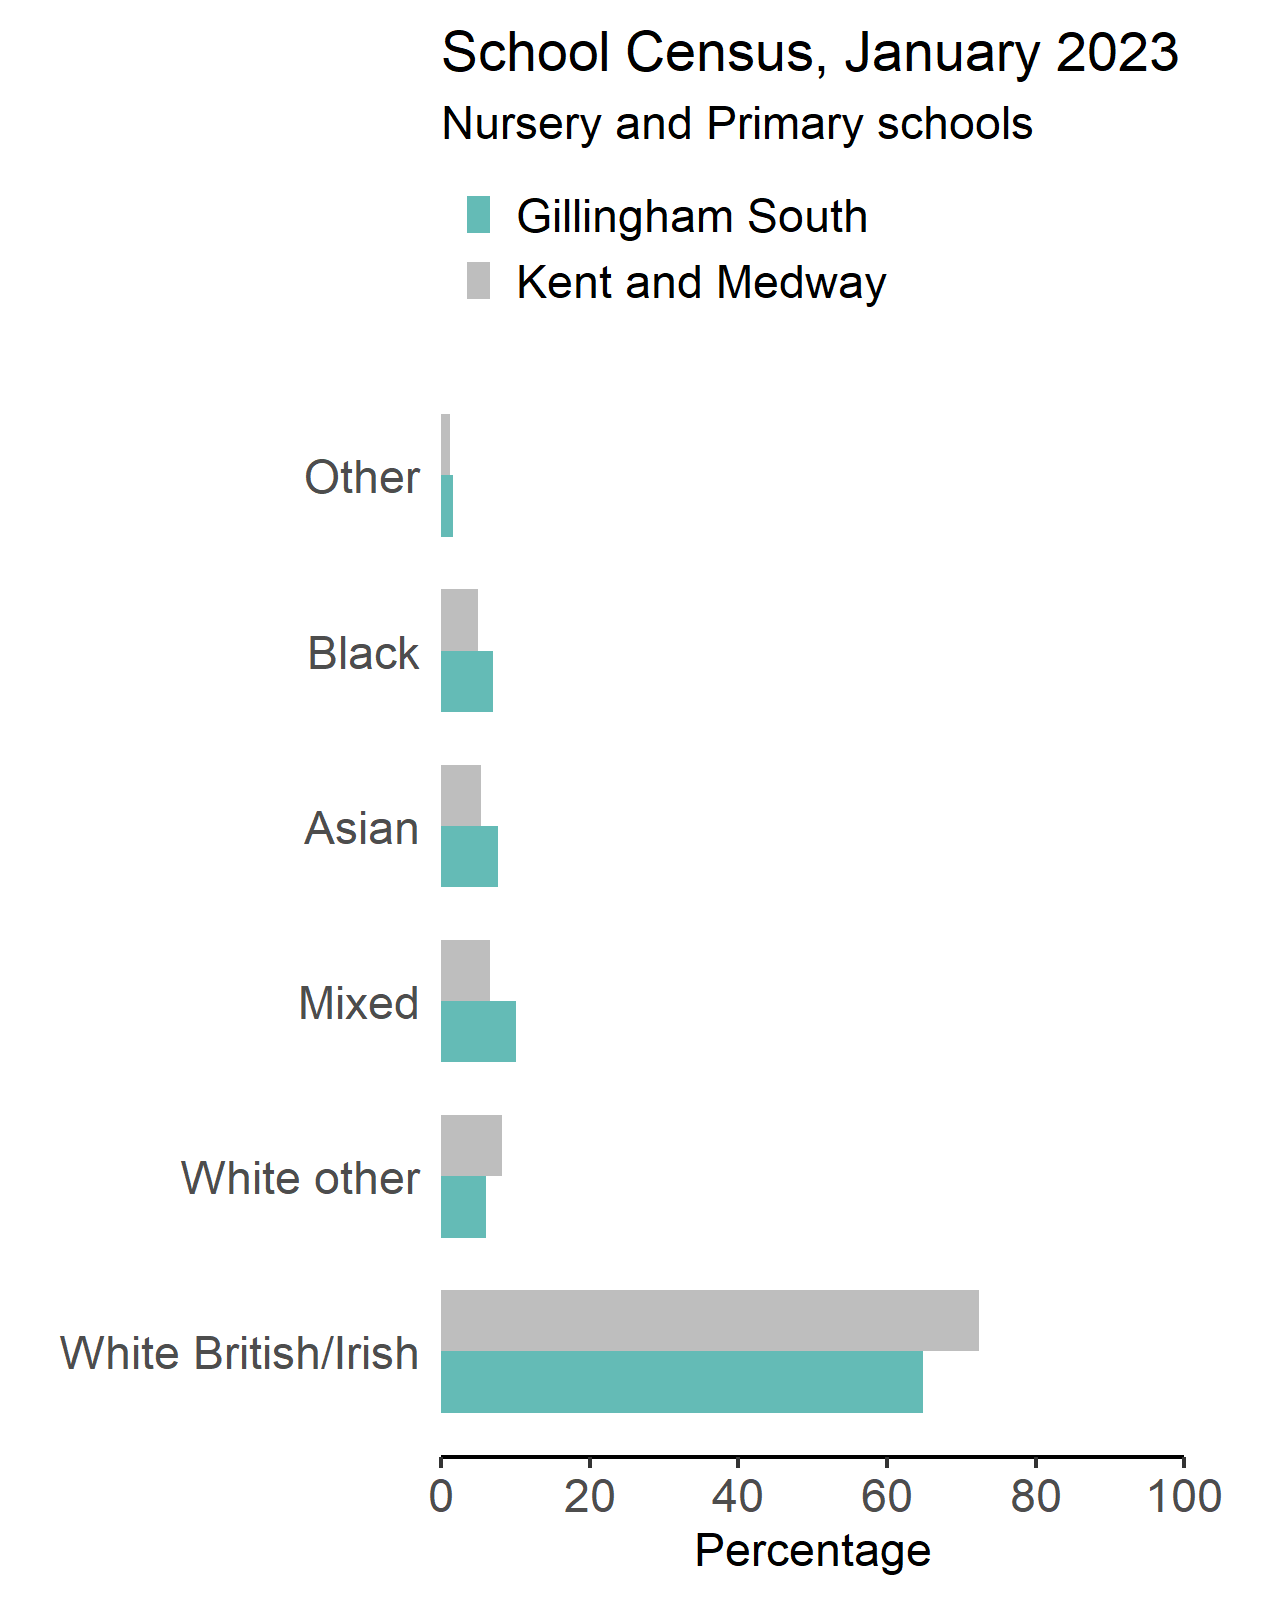 School Census, January 2023
Nursery and Primary schools
Gillingham South
Kent and Medway
Other
Black
Asian
Mixed
White other
White British/Irish
0 20 40 60 80 100
Percentage